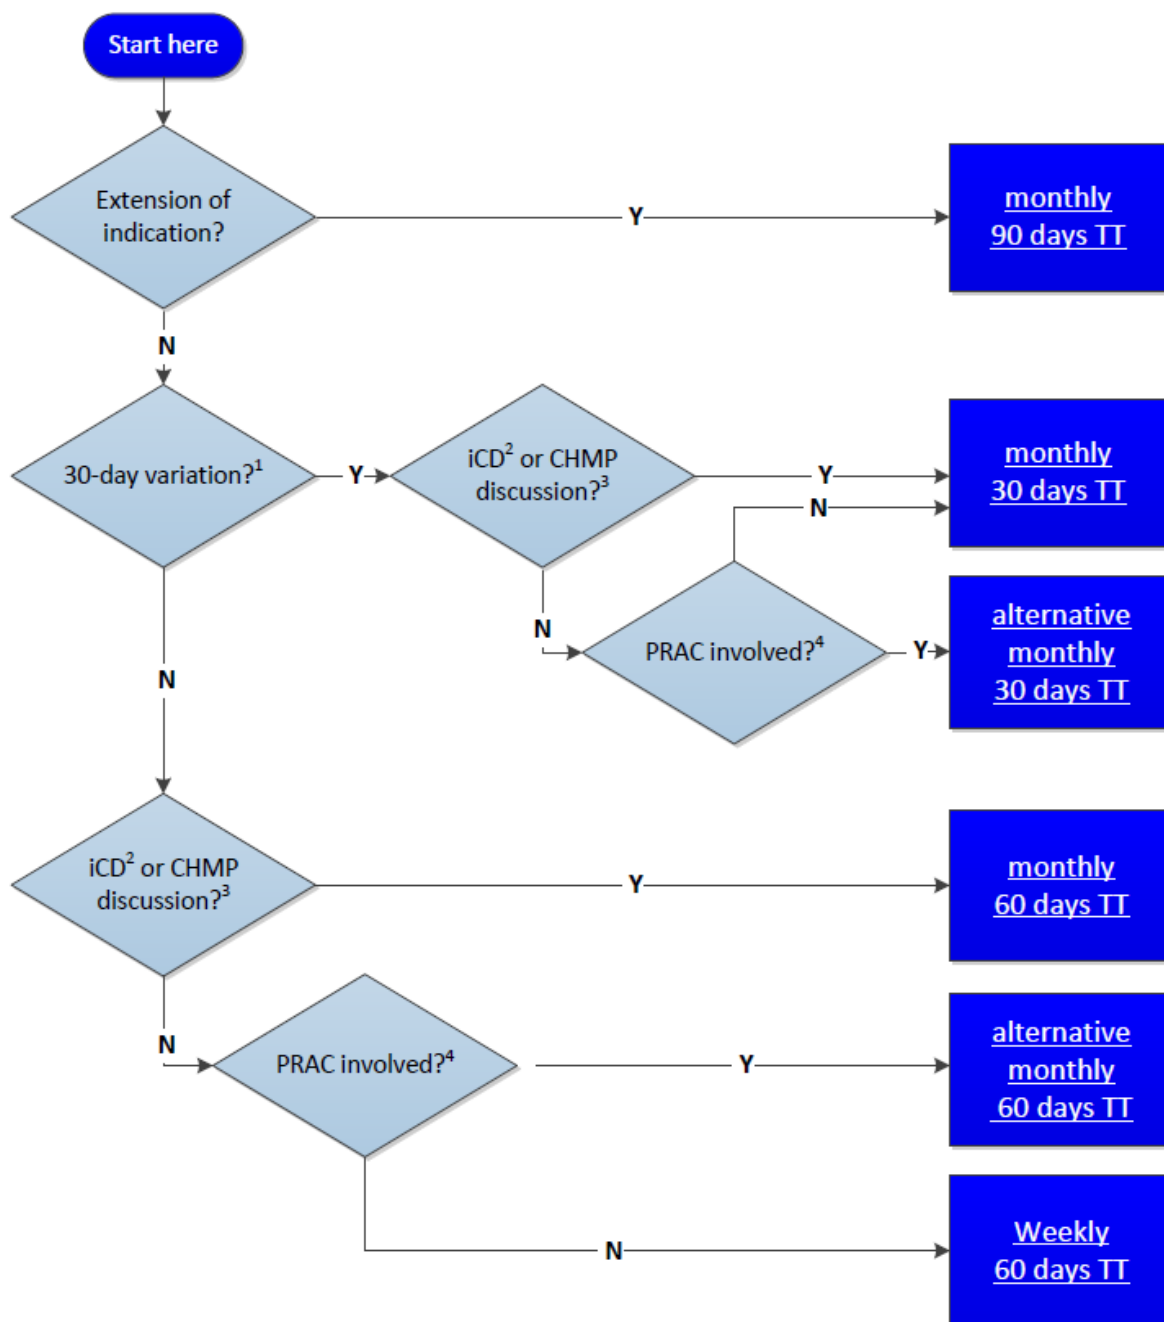 Start here
Extension of
indication?
Y
monthly
90 days TT
N
30-day variation?¹
Y
iCD² or CHMP
discussion?³
Y
monthly
30 days TT
N
N
PRAC involved?⁴
Y
alternative
monthly
30 days TT
N
iCD² or CHMP
discussion?³
Y
monthly
60 days TT
N
PRAC involved?⁴
Y
alternative
monthly
60 days TT
N
Weekly
60 days TT